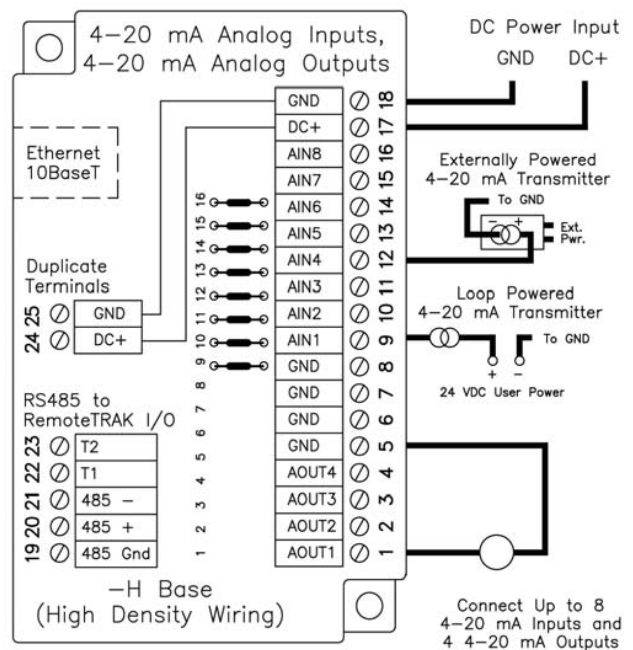 4-20 mA Analog Inputs,
4-20 mA Analog Outputs
DC Power Input
GND DC+
GND 18
DC+ 17
AIN8 16
AIN7 15
AIN6 14
AIN5 13
AIN4 12
AIN3 11
AIN2 10
AIN1 9
GND 8
GND 7
GND 6
GND 5
AOUT4 4
AOUT3 3
AOUT2 2
AOUT1 1
Ethernet
10BaseT
16
15
14
13
12
11
10
9
8
7
6
5
4
3
2
1
Duplicate
Terminals
25 GND
24 DC+
RS485 to
RemoteTRAK I/O
23 T2
22 T1
21 485 -
20 485 +
19 485 Gnd
-H Base
(High Density Wiring)
Externally Powered
4-20 mA Transmitter
To GND
- +
Ext.
Pwr.
Loop Powered
4-20 mA Transmitter
To GND
+ -
24 VDC User Power
Connect Up to 8
4-20 mA Inputs and
4 4-20 mA Outputs